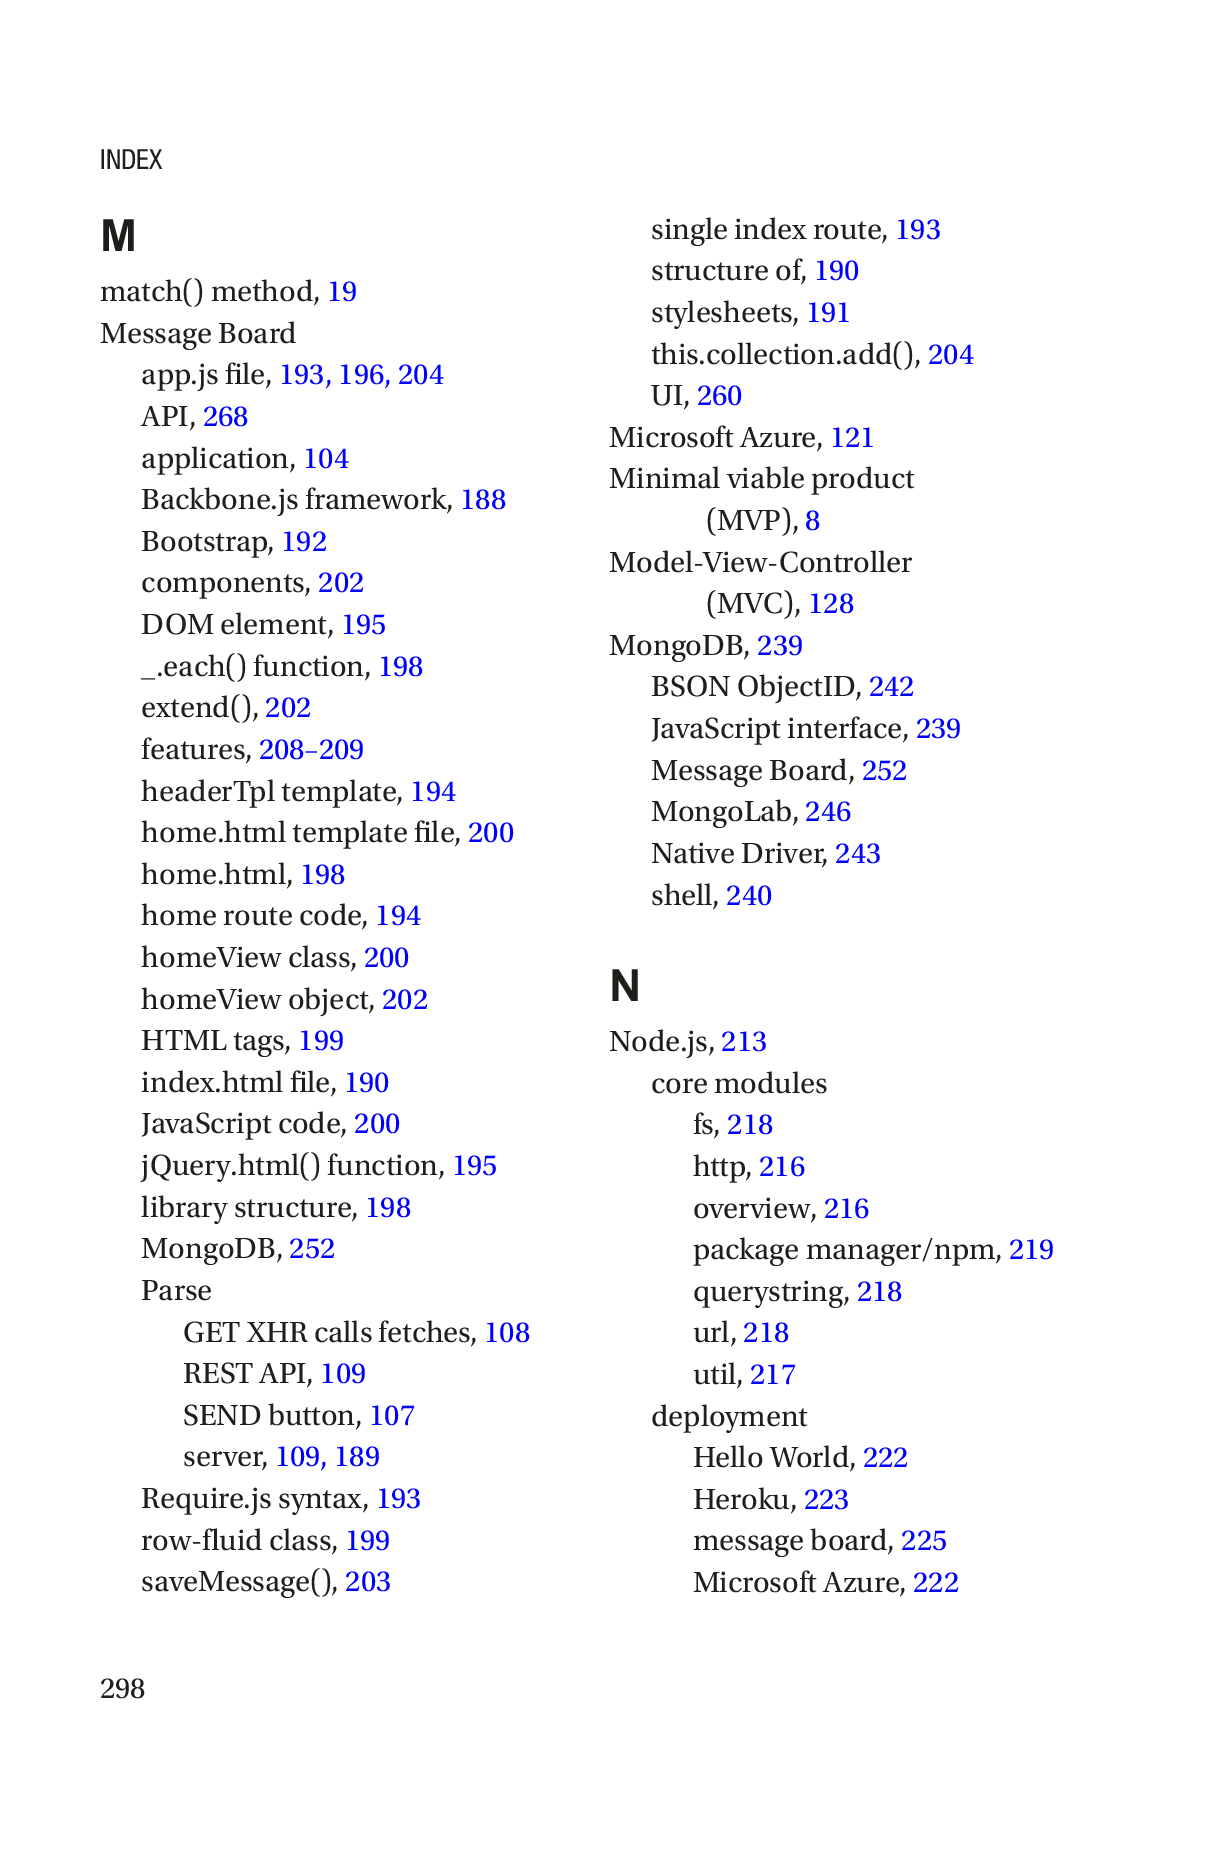 INDEX
M
match() method, 19
Message Board
app.js file, 193, 196, 204
API, 268
application, 104
Backbone.js framework, 188
Bootstrap, 192
components, 202
DOM element, 195
_.each() function, 198
extend(), 202
features, 208–209
headerTpl template, 194
home.html template file, 200
home.html, 198
home route code, 194
homeView class, 200
homeView object, 202
HTML tags, 199
index.html file, 190
JavaScript code, 200
jQuery.html() function, 195
library structure, 198
MongoDB, 252
Parse
GET XHR calls fetches, 108
REST API, 109
SEND button, 107
server, 109, 189
Require.js syntax, 193
row-fluid class, 199
saveMessage(), 203
single index route, 193
structure of, 190
stylesheets, 191
this.collection.add(), 204
UI, 260
Microsoft Azure, 121
Minimal viable product
(MVP), 8
Model-View-Controller
(MVC), 128
MongoDB, 239
BSON ObjectID, 242
JavaScript interface, 239
Message Board, 252
MongoLab, 246
Native Driver, 243
shell, 240
N
Node.js, 213
core modules
fs, 218
http, 216
overview, 216
package manager/npm, 219
querystring, 218
url, 218
util, 217
deployment
Hello World, 222
Heroku, 223
message board, 225
Microsoft Azure, 222
298